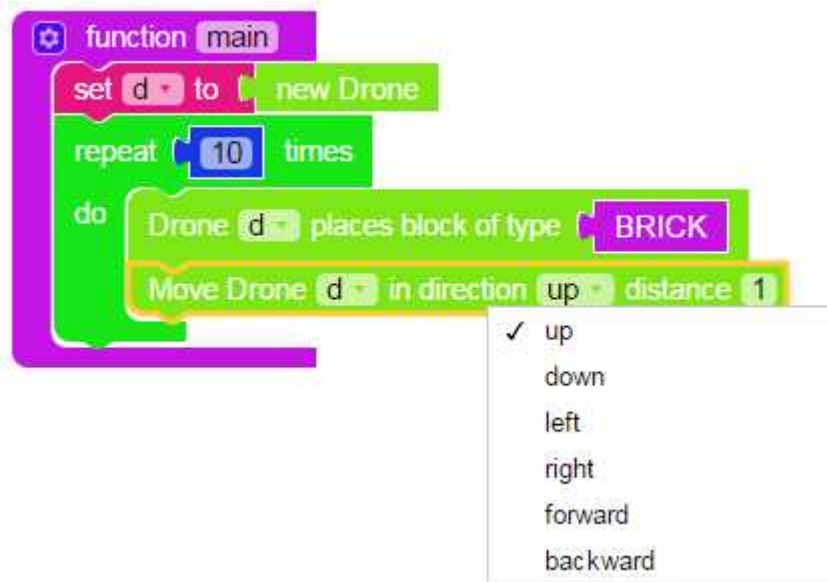 function main
set d to new Drone
repeat 10 times
do
Drone d places block of type BRICK
Move Drone d in direction up distance 1
✓ up
down
left
right
forward
backward